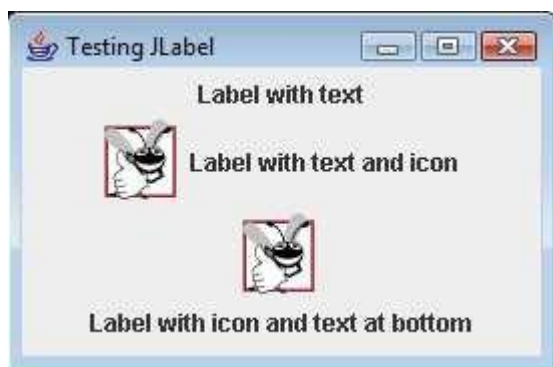 Testing JLabel
Label with text
Label with text and icon
Label with icon and text at bottom